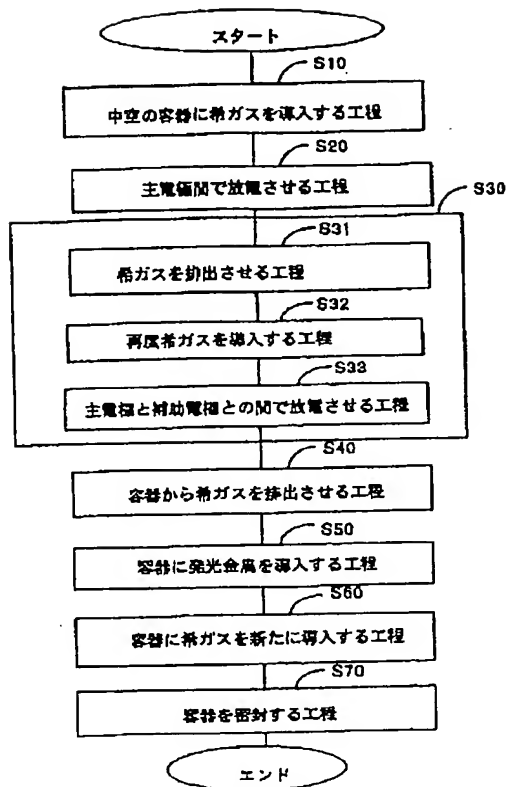 スタート
S10
中空の容器に希ガスを導入する工程
S20
主電極間で放電させる工程
S30
S31
希ガスを排出させる工程
S32
再度希ガスを導入する工程
S33
主電極と補助電極との間で放電させる工程
S40
容器から希ガスを排出させる工程
S50
容器に発光金属を導入する工程
S60
容器に希ガスを新たに導入する工程
S70
容器を密封する工程
エンド